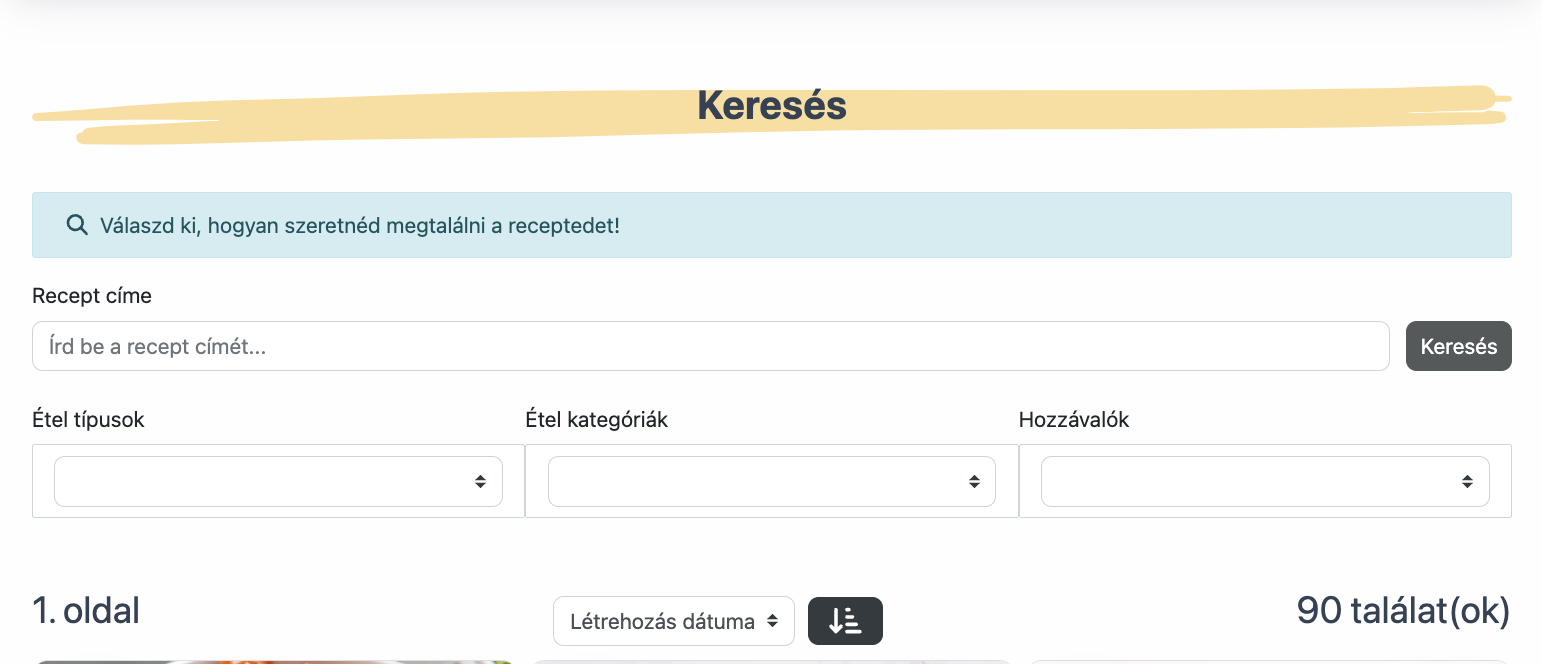 Keresés
Válaszd ki, hogyan szeretnéd megtalálni a receptedet!
Recept címe
Írd be a recept címét...
Keresés
Étel típusok
Étel kategóriák
Hozzávalók
1. oldal
Létrehozás dátuma
90 találat(ok)